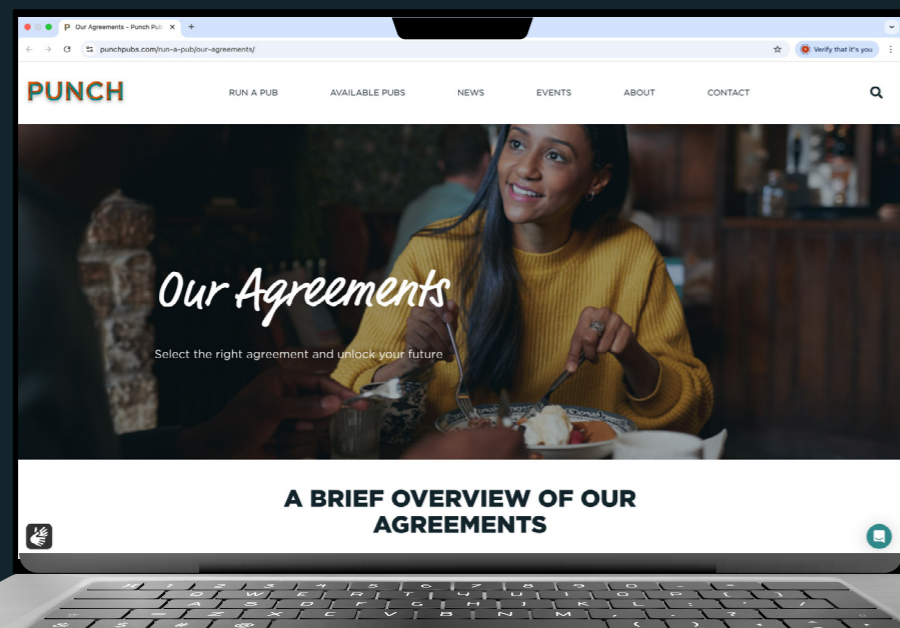 Our Agreements - Punch Pub
punchpubs.com/run-a-pub/our-agreements/
Verify that it's you
PUNCH
RUN A PUB
AVAILABLE PUBS
NEWS
EVENTS
ABOUT
CONTACT
Our Agreements
Select the right agreement and unlock your future
A BRIEF OVERVIEW OF OUR
AGREEMENTS